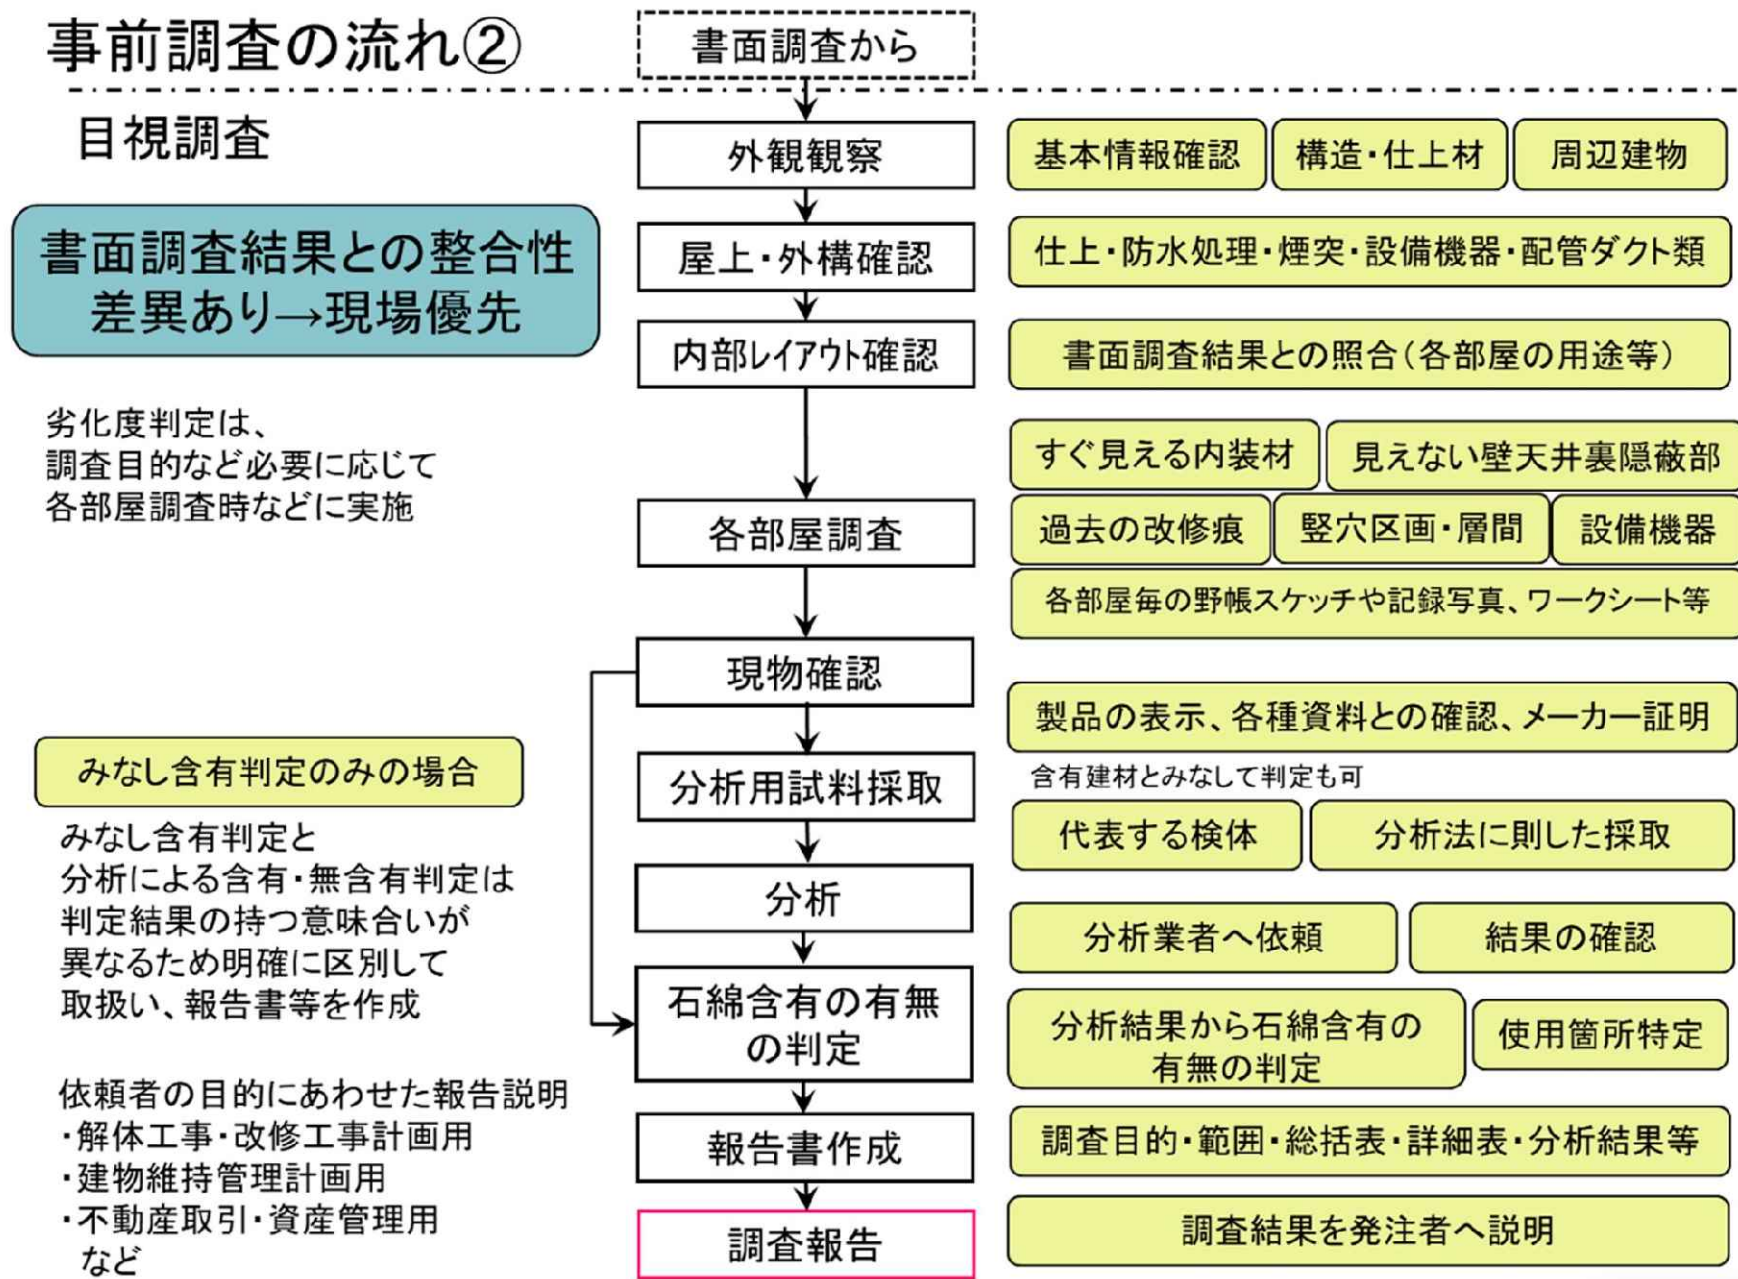 事前調査の流れ②
書面調査から
目視調査
外観観察
基本情報確認
構造・仕上材
周辺建物
書面調査結果との整合性
差異あり→現場優先
屋上・外構確認
仕上・防水処理・煙突・設備機器・配管ダクト類
内部レイアウト確認
書面調査結果との照合(各部屋の用途等)
劣化度判定は、
調査目的など必要に応じて
各部屋調査時などに実施
各部屋調査
すぐ見える内装材
見えない壁天井裏隠蔽部
過去の改修痕
竪穴区画・層間
設備機器
各部屋毎の野帳スケッチや記録写真、ワークシート等
現物確認
製品の表示、各種資料との確認、メーカー証明
含有建材とみなして判定も可
みなし含有判定のみの場合
分析用試料採取
代表する検体
分析法に則した採取
みなし含有判定と
分析による含有・無含有判定は
判定結果の持つ意味合いが
異なるため明確に区別して
取扱い、報告書等を作成
分析
分析業者へ依頼
結果の確認
石綿含有の有無
の判定
分析結果から石綿含有の
有無の判定
使用箇所特定
依頼者の目的にあわせた報告説明
・解体工事・改修工事計画用
・建物維持管理計画用
・不動産取引・資産管理用
など
報告書作成
調査目的・範囲・総括表・詳細表・分析結果等
調査報告
調査結果を発注者へ説明